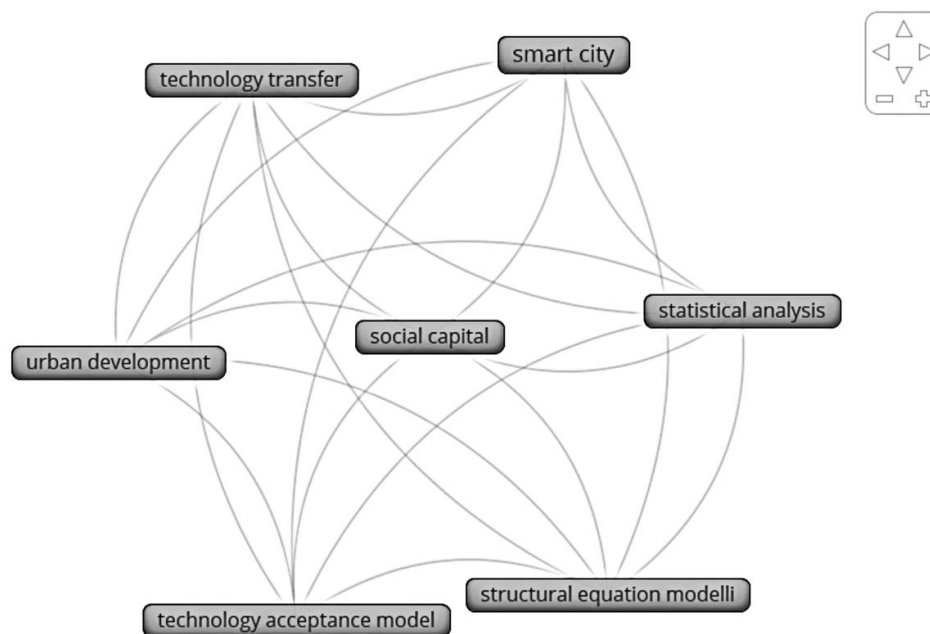 smart city
technology transfer
statistical analysis
social capital
urban development
structural equation modelli
technology acceptance model